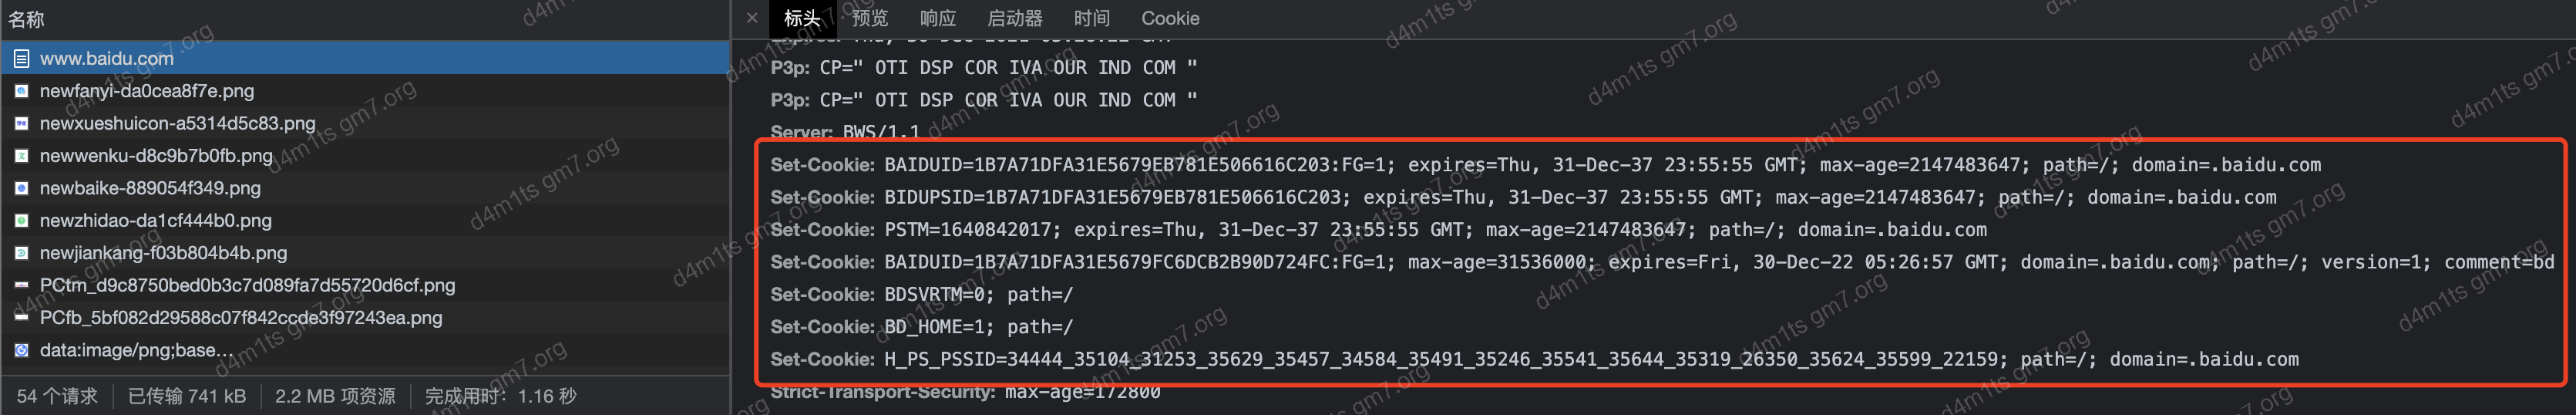 名称
www.baidu.com
newfanyi-da0cea8f7e.png
newxueshuicon-a5314d5c83.png
newwenku-d8c9b7b0fb.png
newbaike-889054f349.png
newzhidao-da1cf444b0.png
newjiankang-f03b804b4b.png
PCtm_d9c8750bed0b3c7d089fa7d55720d6cf.png
PCfb_5bf082d29588c07f842ccde3f97243ea.png
data:image/png;base…
54 个请求 已传输 741 kB 2.2 MB 项资源 完成用时：1.16 秒
× 标头 预览 响应 启动器 时间 Cookie
P3p: CP=" OTI DSP COR IVA OUR IND COM "
P3p: CP=" OTI DSP COR IVA OUR IND COM "
Server: BWS/1.1
Set-Cookie: BAIDUID=1B7A71DFA31E5679EB781E506616C203:FG=1; expires=Thu, 31-Dec-37 23:55:55 GMT; max-age=2147483647; path=/; domain=.baidu.com
Set-Cookie: BIDUPSID=1B7A71DFA31E5679EB781E506616C203; expires=Thu, 31-Dec-37 23:55:55 GMT; max-age=2147483647; path=/; domain=.baidu.com
Set-Cookie: PSTM=1640842017; expires=Thu, 31-Dec-37 23:55:55 GMT; max-age=2147483647; path=/; domain=.baidu.com
Set-Cookie: BAIDUID=1B7A71DFA31E5679FC6DCB2B90D724FC:FG=1; max-age=31536000; expires=Fri, 30-Dec-22 05:26:57 GMT; domain=.baidu.com; path=/; version=1; comment=bd
Set-Cookie: BDSVRTM=0; path=/
Set-Cookie: BD_HOME=1; path=/
Set-Cookie: H_PS_PSSID=34444_35104_31253_35629_35457_34584_35491_35246_35541_35644_35319_26350_35624_35599_22159; path=/; domain=.baidu.com
Strict-Transport-Security: max-age=172800
d4m1ts gm7.org